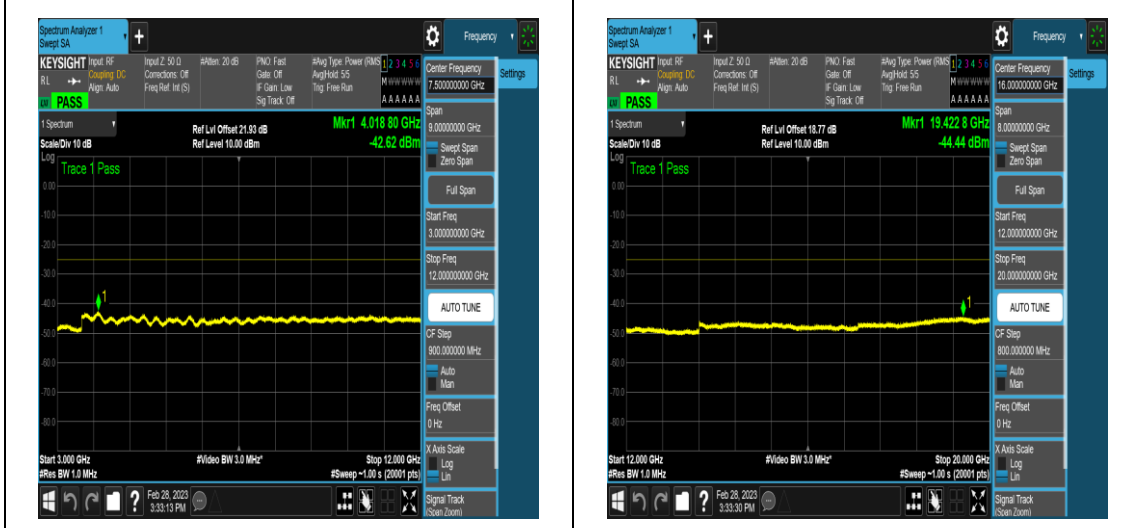 Spectrum Analyzer 1
Swept SA
Frequency
KEYSIGHT
Input: RF
Coupling: DC
Align: Auto
Input Z: 50 Ω
Corrections: Off
Freq Ref: Int (S)
#Atten: 20 dB
PNO: Fast
Gate: Off
IF Gain: Low
Sig Track: Off
#Avg Type: Power (RMS
Avg|Hold: 5/5
Trig: Free Run
1 2 3 4 5 6
M W W W W W
A A A A A A
RL
LXI
PASS
Center Frequency
7.500000000 GHz
Settings
Span
9.00000000 GHz
Swept Span
Zero Span
Full Span
Start Freq
3.000000000 GHz
Stop Freq
12.000000000 GHz
AUTO TUNE
CF Step
900.000000 MHz
Auto
Man
Freq Offset
0 Hz
X Axis Scale
Log
Lin
Signal Track
(Span Zoom)
1 Spectrum
Scale/Div 10 dB
Ref Lvl Offset 21.93 dB
Ref Level 10.00 dBm
Mkr1 4.018 80 GHz
-42.62 dBm
Log
Trace 1 Pass
0.00
-10.0
-20.0
-30.0
-40.0
-50.0
-60.0
-70.0
-80.0
1
Start 3.000 GHz
#Res BW 1.0 MHz
#Video BW 3.0 MHz*
Stop 12.000 GHz
#Sweep ~1.00 s (20001 pts)
Feb 28, 2023
3:33:13 PM
Spectrum Analyzer 1
Swept SA
Frequency
KEYSIGHT
Input: RF
Coupling: DC
Align: Auto
Input Z: 50 Ω
Corrections: Off
Freq Ref: Int (S)
#Atten: 20 dB
PNO: Fast
Gate: Off
IF Gain: Low
Sig Track: Off
#Avg Type: Power (RMS
Avg|Hold: 5/5
Trig: Free Run
1 2 3 4 5 6
M W W W W W
A A A A A A
RL
LXI
PASS
Center Frequency
16.000000000 GHz
Settings
Span
8.00000000 GHz
Swept Span
Zero Span
Full Span
Start Freq
12.000000000 GHz
Stop Freq
20.000000000 GHz
AUTO TUNE
CF Step
800.000000 MHz
Auto
Man
Freq Offset
0 Hz
X Axis Scale
Log
Lin
Signal Track
(Span Zoom)
1 Spectrum
Scale/Div 10 dB
Ref Lvl Offset 18.77 dB
Ref Level 10.00 dBm
Mkr1 19.422 8 GHz
-44.44 dBm
Log
Trace 1 Pass
0.00
-10.0
-20.0
-30.0
-40.0
-50.0
-60.0
-70.0
-80.0
1
Start 12.000 GHz
#Res BW 1.0 MHz
#Video BW 3.0 MHz*
Stop 20.000 GHz
#Sweep ~1.00 s (20001 pts)
Feb 28, 2023
3:33:30 PM